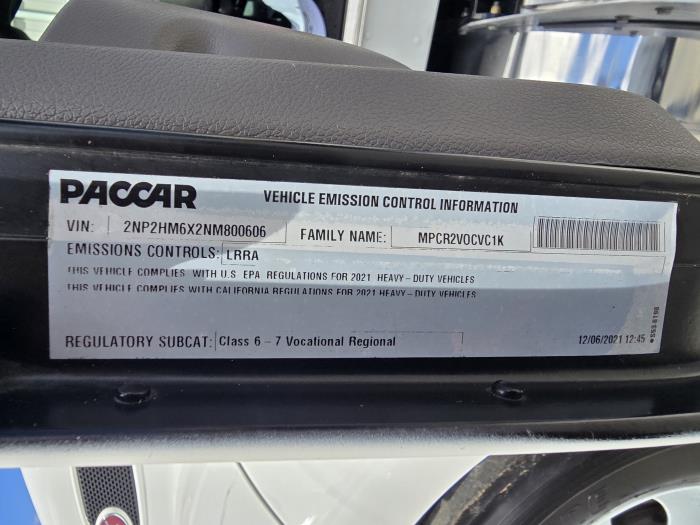 PACCAR VEHICLE EMISSION CONTROL INFORMATION
VIN: 2NP2HM6X2NM800606 FAMILY NAME: MPCR2VOCVC1K
EMISSIONS CONTROLS: LRRA
THIS VEHICLE COMPLIES WITH U.S. EPA REGULATIONS FOR 2021 HEAVY-DUTY VEHICLES
THIS VEHICLE COMPLIES WITH CALIFORNIA REGULATIONS FOR 2021 HEAVY-DUTY VEHICLES
REGULATORY SUBCAT: Class 6 - 7 Vocational Regional 12/06/2021 12:45
S53-6198